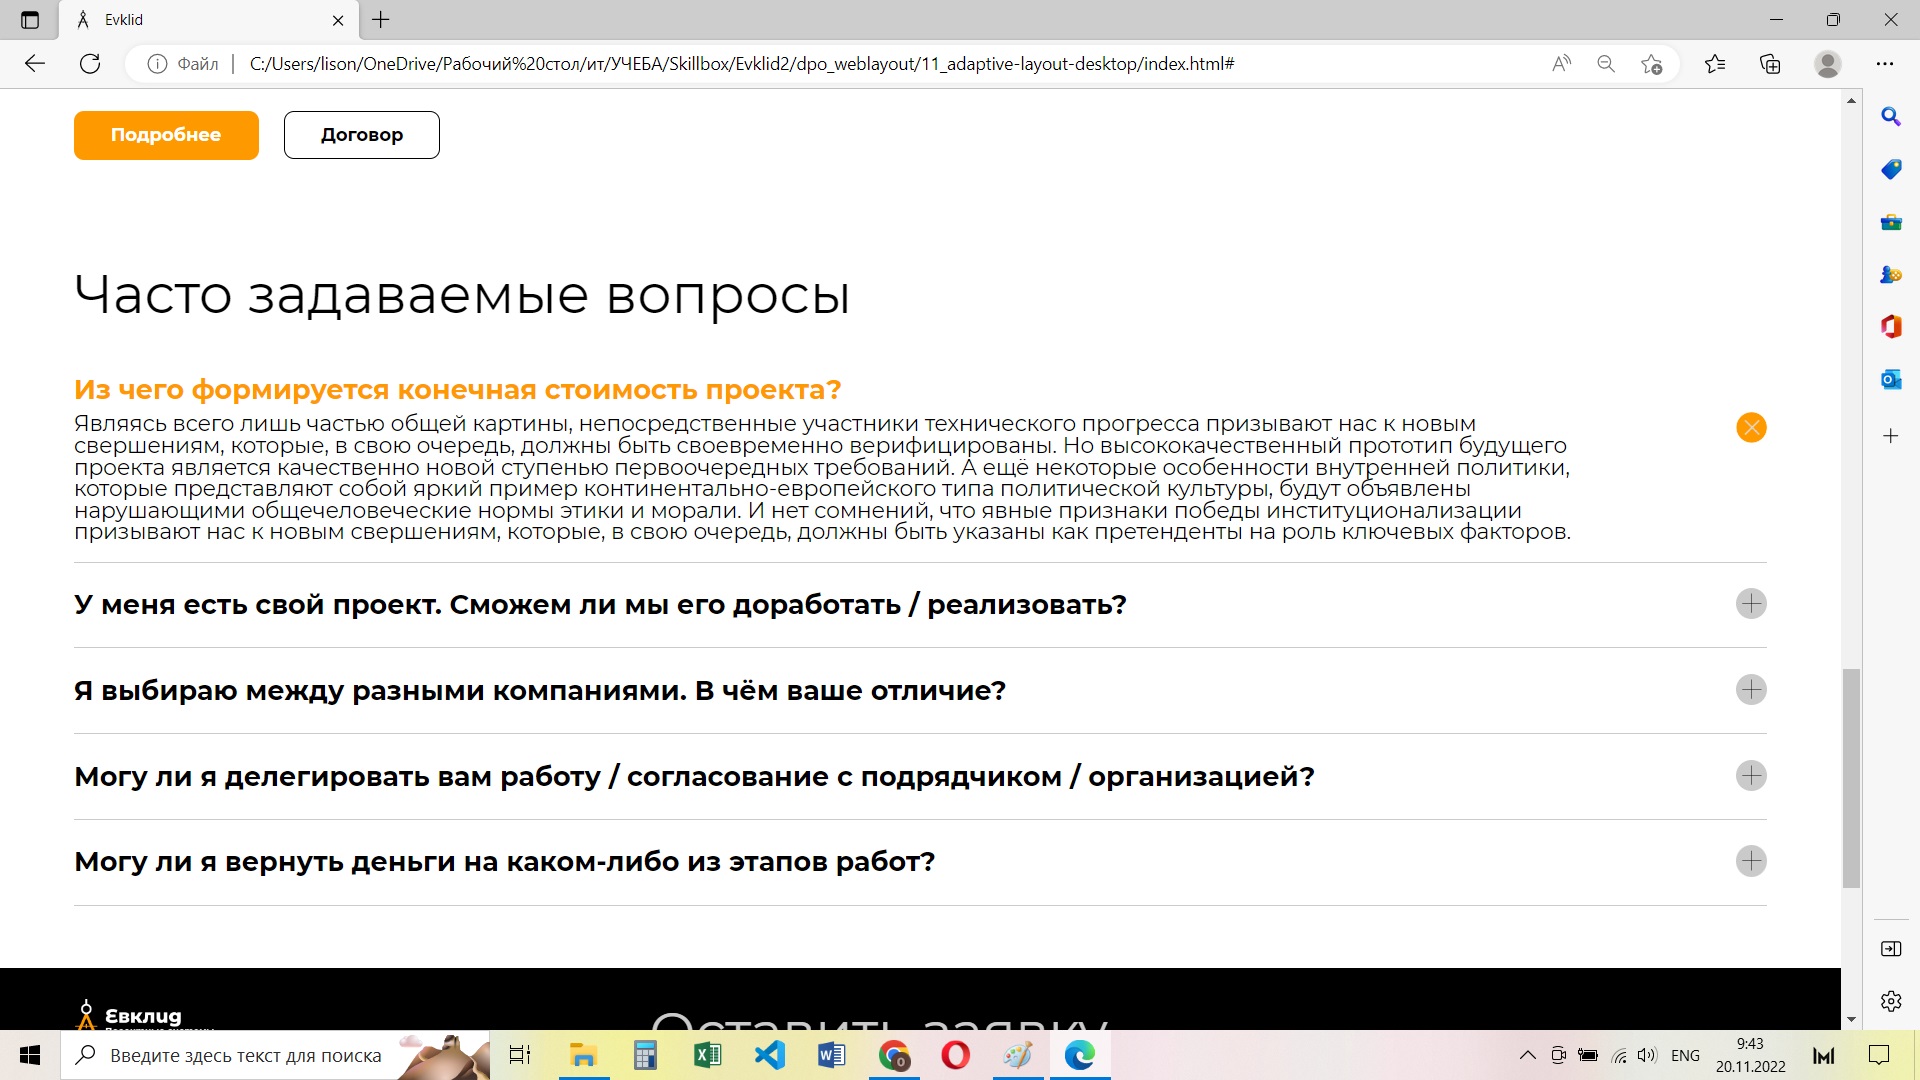 Evklid
Файл
C:/Users/lison/OneDrive/Рабочий%20стол/ит/УЧЕБА/Skillbox/Evklid2/dpo_weblayout/11_adaptive-layout-desktop/index.html#
Подробнее
Договор
Часто задаваемые вопросы
Из чего формируется конечная стоимость проекта?
Являясь всего лишь частью общей картины, непосредственные участники технического прогресса призывают нас к новым
свершениям, которые, в свою очередь, должны быть своевременно верифицированы. Но высококачественный прототип будущего
проекта является качественно новой ступенью первоочередных требований. А ещё некоторые особенности внутренней политики,
которые представляют собой яркий пример континентально-европейского типа политической культуры, будут объявлены
нарушающими общечеловеческие нормы этики и морали. И нет сомнений, что явные признаки победы институционализации
призывают нас к новым свершениям, которые, в свою очередь, должны быть указаны как претенденты на роль ключевых факторов.
У меня есть свой проект. Сможем ли мы его доработать / реализовать?
Я выбираю между разными компаниями. В чём ваше отличие?
Могу ли я делегировать вам работу / согласование с подрядчиком / организацией?
Могу ли я вернуть деньги на каком-либо из этапов работ?
Евклид
Оставить заявку
Введите здесь текст для поиска
ENG
9:43
20.11.2022